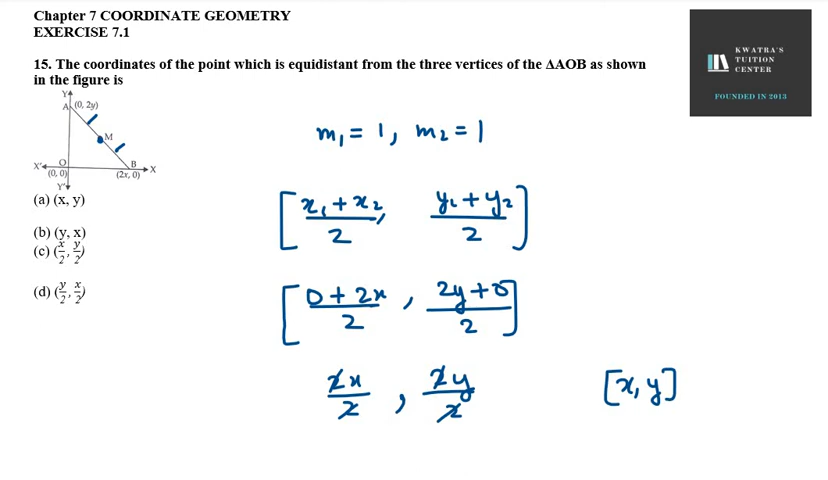 Chapter 7 COORDINATE GEOMETRY
EXERCISE 7.1
KWATRA'S
TUITION
CENTER
FOUNDED IN 2013
15. The coordinates of the point which is equidistant from the three vertices of the ΔAOB as shown
in the figure is
Y
A (0, 2y)
M
X' O B X
(0, 0) (2x, 0)
Y'
(a) (x, y)
(b) (y, x)
(c) (x/2, y/2)
(d) (y/2, x/2)
m₁ = 1, m₂ = 1
[(x₁ + x₂)/2, (y₁ + y₂)/2]
[(0 + 2x)/2, (2y + 0)/2]
2x/2, 2y/2 [x, y]